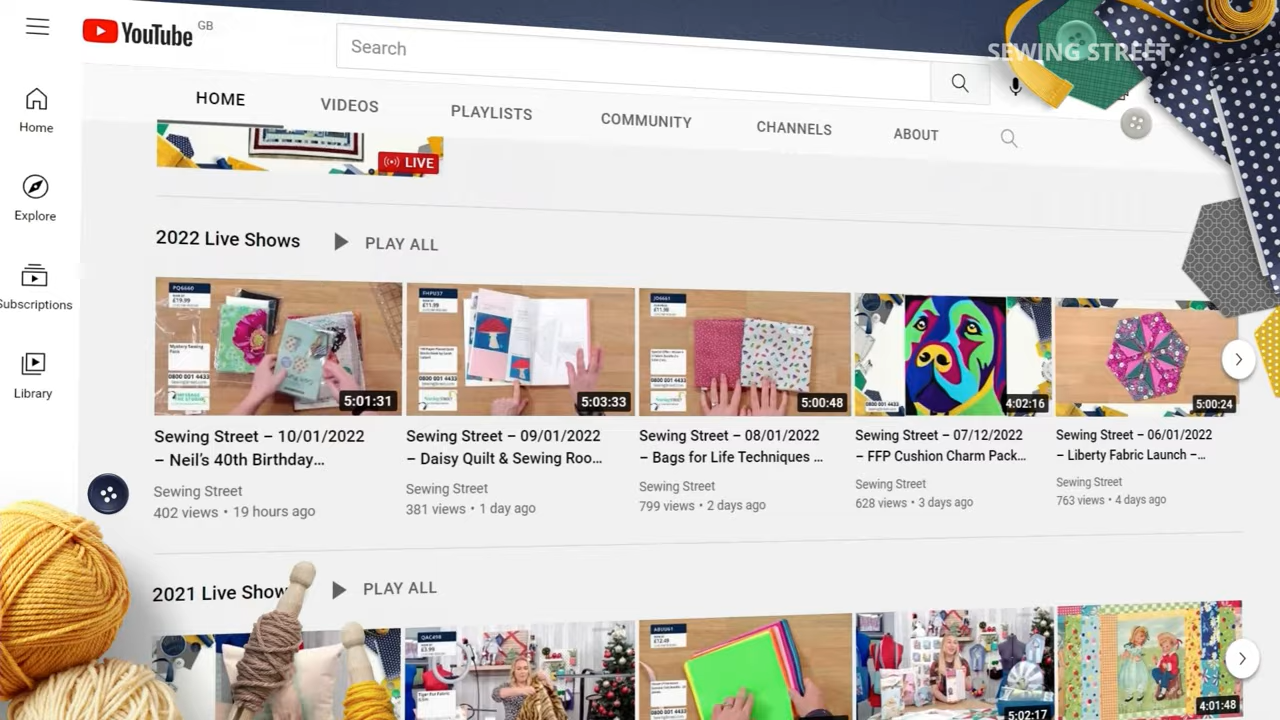 YouTube GB
Search
SEWING STREET
HOME
VIDEOS
PLAYLISTS
COMMUNITY
CHANNELS
ABOUT
Home
Explore
Subscriptions
Library
LIVE
2022 Live Shows
PLAY ALL
5:01:31
5:03:33
5:00:48
4:02:16
5:00:24
Sewing Street – 10/01/2022
– Neil's 40th Birthday...
Sewing Street
402 views • 19 hours ago
Sewing Street – 09/01/2022
– Daisy Quilt & Sewing Roo...
Sewing Street
381 views • 1 day ago
Sewing Street – 08/01/2022
– Bags for Life Techniques ...
Sewing Street
799 views • 2 days ago
Sewing Street – 07/12/2022
– FFP Cushion Charm Pack...
Sewing Street
628 views • 3 days ago
Sewing Street – 06/01/2022
– Liberty Fabric Launch –...
Sewing Street
763 views • 4 days ago
2021 Live Show
PLAY ALL
5:02:17
4:01:48